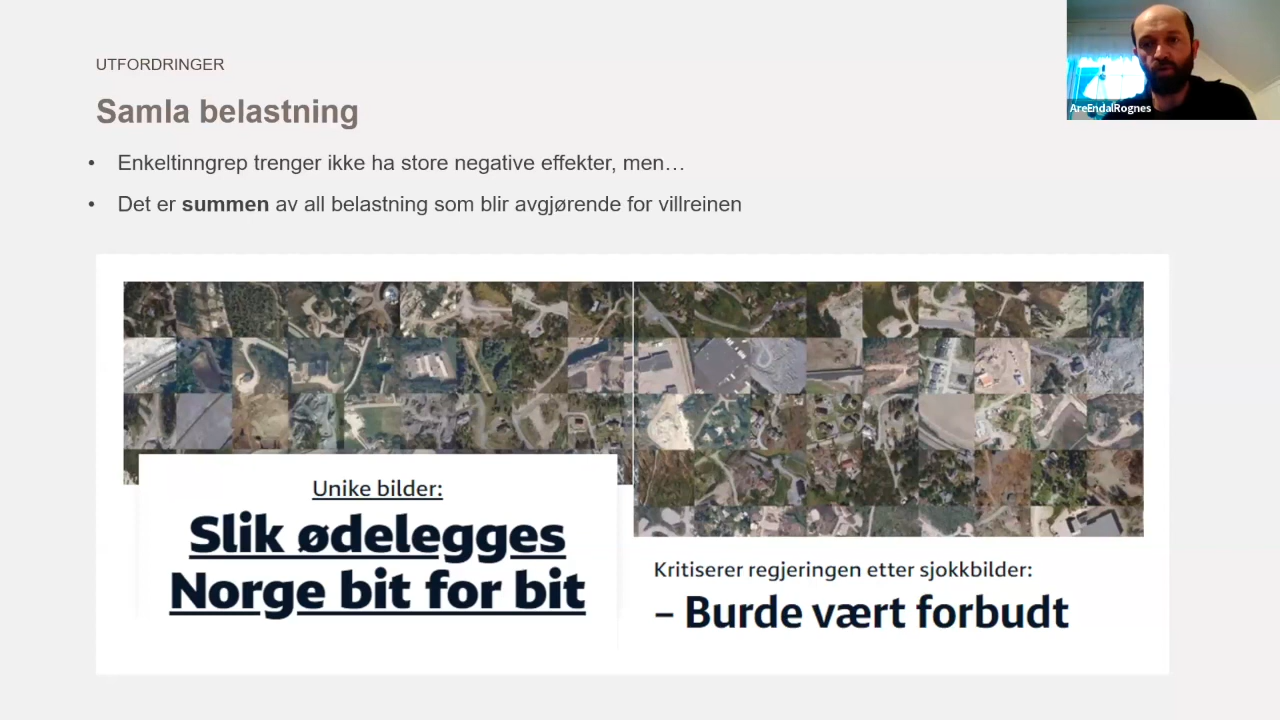 UTFORDRINGER
Samla belastning
• Enkeltinngrep trenger ikke ha store negative effekter, men…
• Det er summen av all belastning som blir avgjørende for villreinen
AreEndalRognes
Unike bilder:
Slik ødelegges
Norge bit for bit
Kritiserer regjeringen etter sjokkbilder:
– Burde vært forbudt